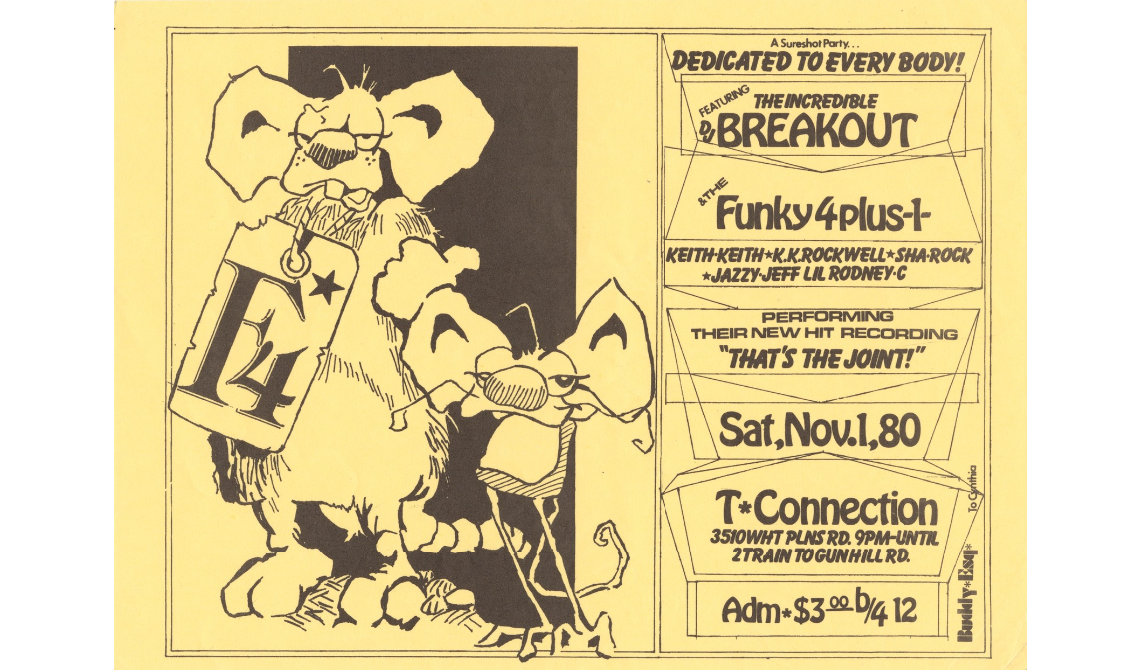 F4
A Sureshot Party...
DEDICATED TO EVERY BODY!
FEATURING
THE INCREDIBLE
DJ BREAKOUT
& THE
Funky 4 plus-1-
KEITH-KEITH★K.K.ROCKWELL★SHA-ROCK
★JAZZY-JEFF LIL RODNEY-C
PERFORMING
THEIR NEW HIT RECORDING
"THAT'S THE JOINT!"
Sat,Nov.1,80
T*Connection
3510 WHT PLNS RD. 9PM-UNTIL
2 TRAIN TO GUNHILL RD.
Adm*$3 00 b/4 12
To Cynthia
Buddy*Esq*